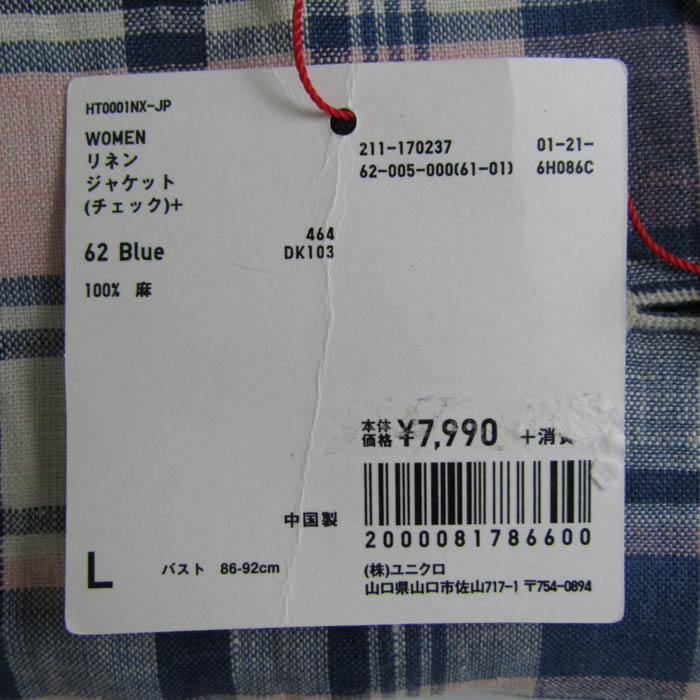 HT0001NX-JP
WOMEN
リネン
ジャケット
(チェック)+
62 Blue
464
DK103
100% 麻
211-170237 01-21-
62-005-000(61-01) 6H086C
本体
価格 ¥7,990 +消費
中国製
2000081786600
L バスト 86-92cm
(株)ユニクロ
山口県山口市佐山717-1 〒754-0894